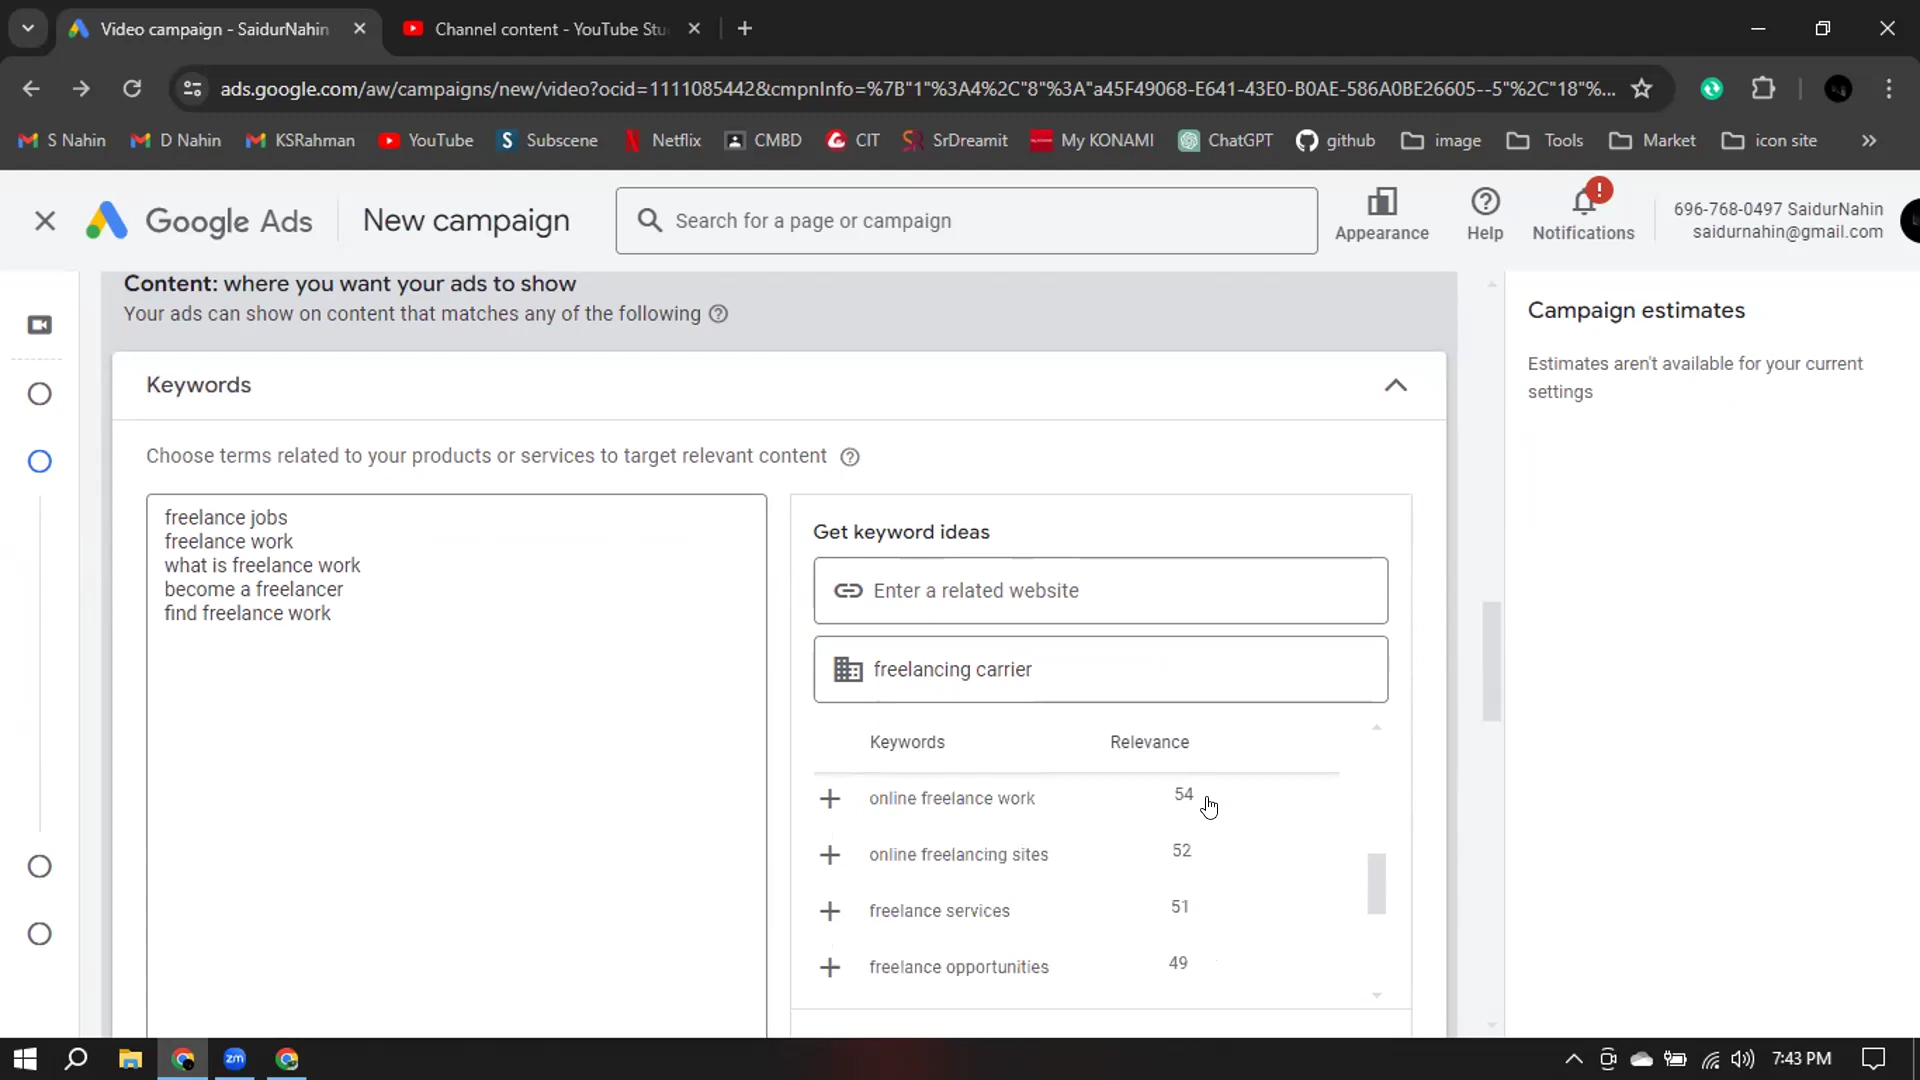 Video campaign - SaidurNahin
Channel content - YouTube Stu
ads.google.com/aw/campaigns/new/video?ocid=1111085442&cmpnInfo=%7B"1"%3A4%2C"8"%3A"a45F49068-E641-43E0-B0AE-586A0BE26605--5"%2C"18"%...
S Nahin D Nahin KSRahman YouTube Subscene Netflix CMBD CIT SrDreamit My KONAMI ChatGPT github image Tools Market icon site
Google Ads New campaign
Search for a page or campaign
Appearance
Help
Notifications
696-768-0497 SaidurNahin
saidurnahin@gmail.com
Content: where you want your ads to show
Your ads can show on content that matches any of the following
Campaign estimates
Estimates aren't available for your current
settings
Keywords
Choose terms related to your products or services to target relevant content
freelance jobs
freelance work
what is freelance work
become a freelancer
find freelance work
Get keyword ideas
Enter a related website
freelancing carrier
Keywords Relevance
online freelance work 54
online freelancing sites 52
freelance services 51
freelance opportunities 49
zm
7:43 PM